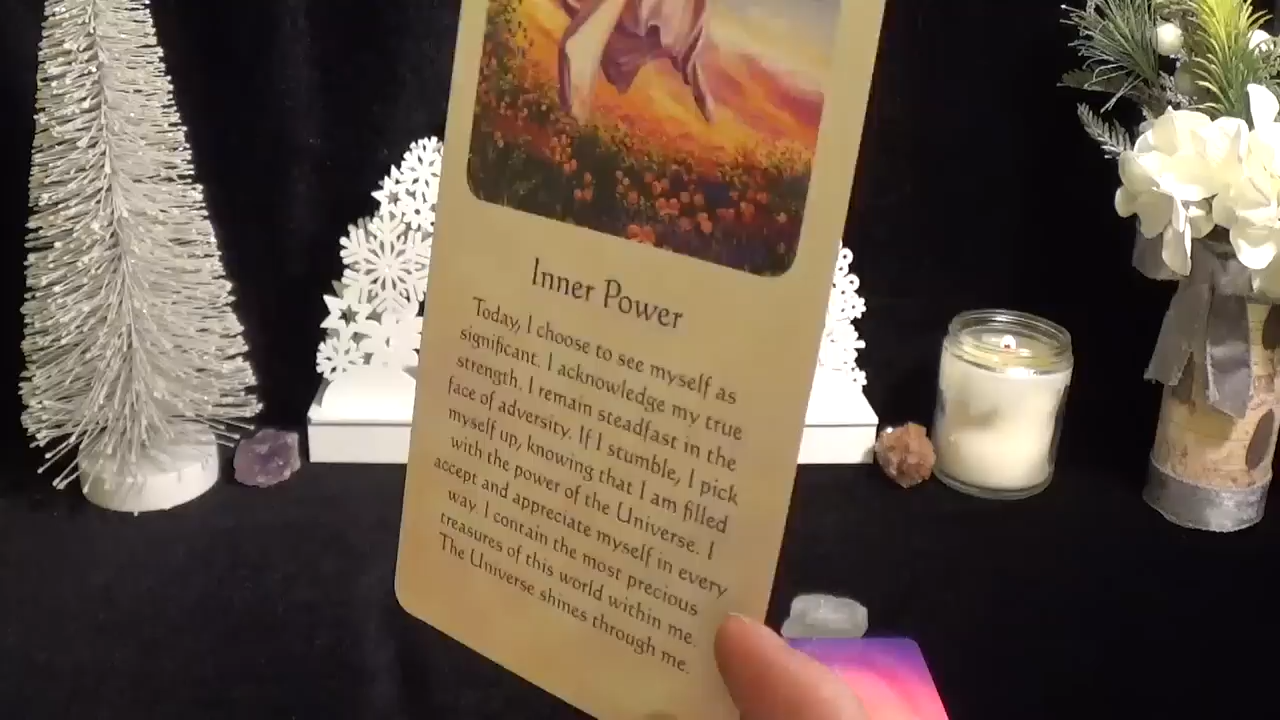 Inner Power
Today, I choose to see myself as
significant. I acknowledge my true
strength. I remain steadfast in the
face of adversity. If I stumble, I pick
myself up, knowing that I am filled
with the power of the Universe. I
accept and appreciate myself in every
way. I contain the most precious
treasures of this world within me.
The Universe shines through me.